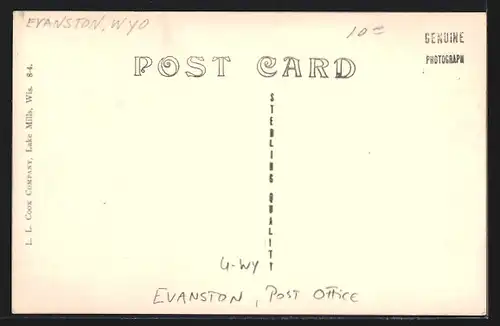 EVANSTON, WYO
10¢
GENUINE
PHOTOGRAPH
POST CARD
STERLING QUALITY
L. L. COOK COMPANY, Lake Mills, Wis. 8-4.
4-WY
EVANSTON, POST OFFICE